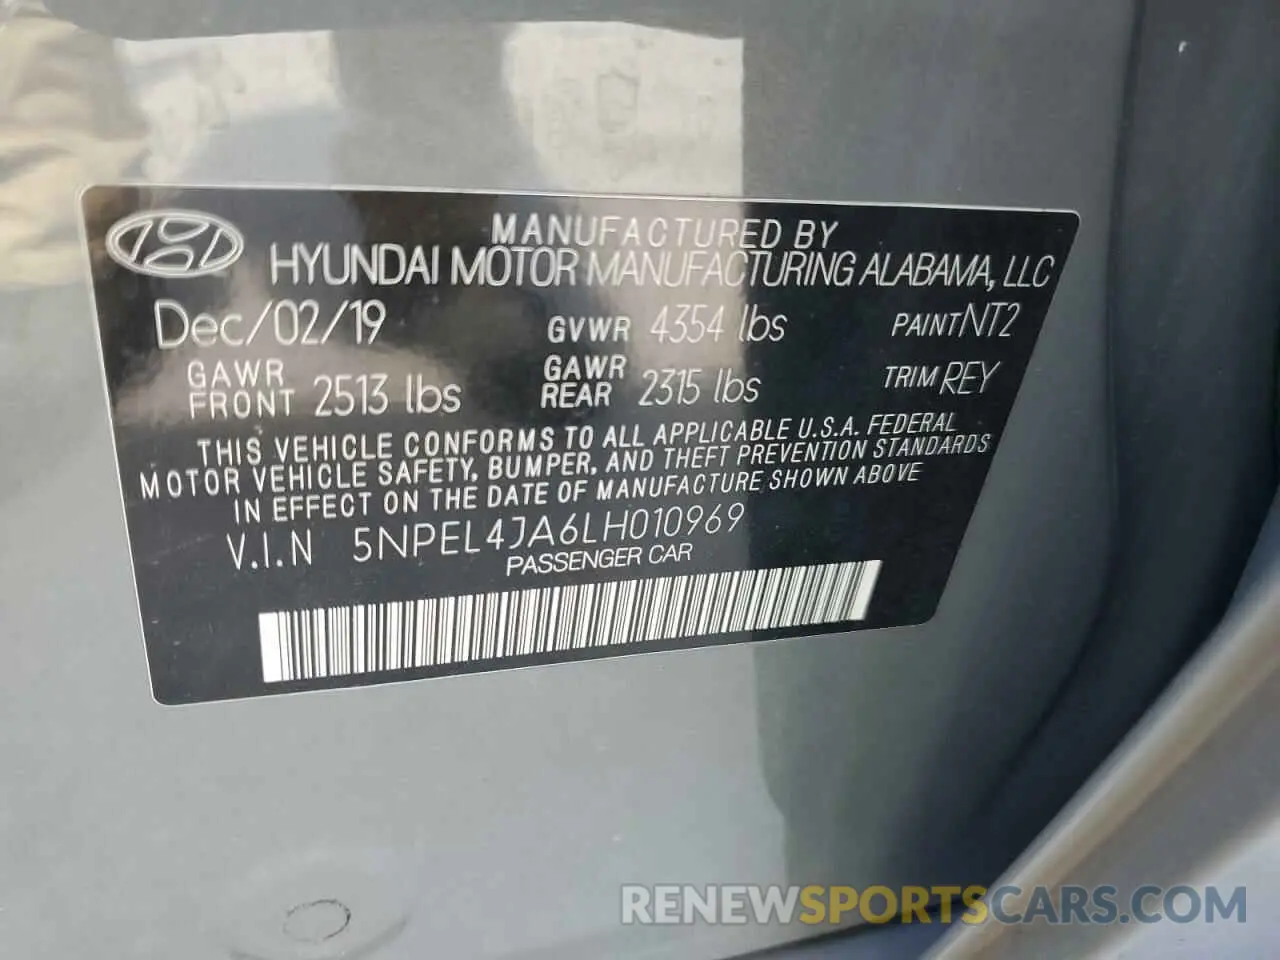 MANUFACTURED BY
HYUNDAI MOTOR MANUFACTURING ALABAMA, LLC
Dec/02/19 GVWR 4354 lbs PAINT NT2
GAWR FRONT 2513 lbs GAWR REAR 2315 lbs TRIM REY
THIS VEHICLE CONFORMS TO ALL APPLICABLE U.S.A. FEDERAL
MOTOR VEHICLE SAFETY, BUMPER, AND THEFT PREVENTION STANDARDS
IN EFFECT ON THE DATE OF MANUFACTURE SHOWN ABOVE
V.I.N 5NPEL4JA6LH010969
PASSENGER CAR
RENEWSPORTSCARS.COM